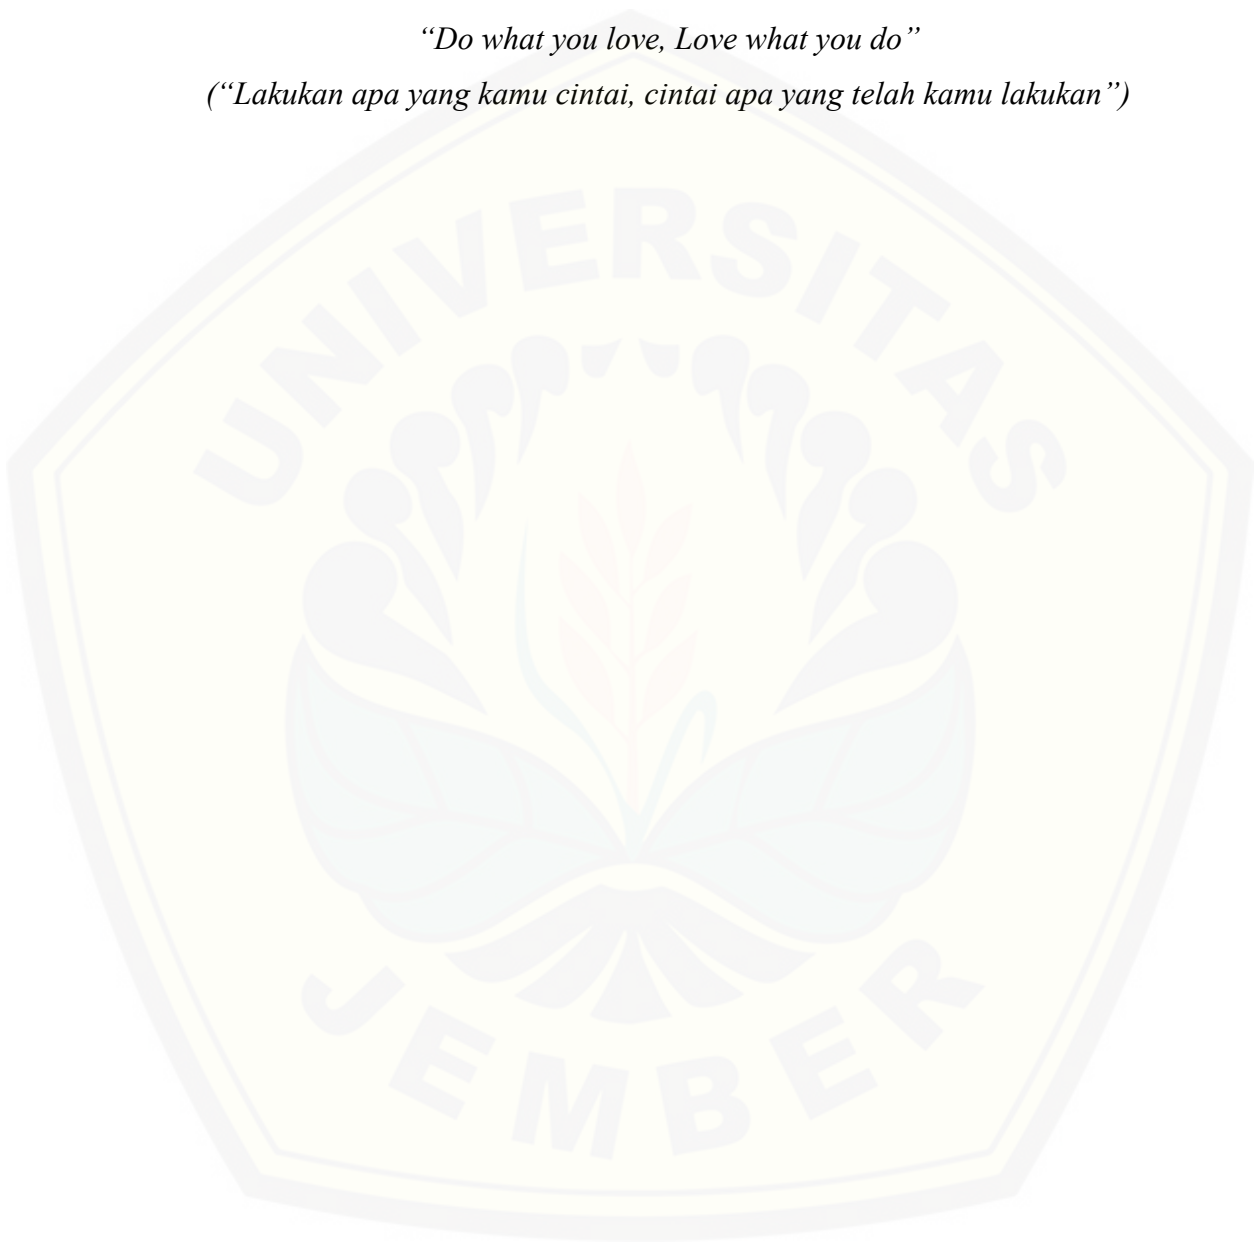 “Do what you love, Love what you do”
(“Lakukan apa yang kamu cintai, cintai apa yang telah kamu lakukan”)
UNIVERSITAS
JEMBER